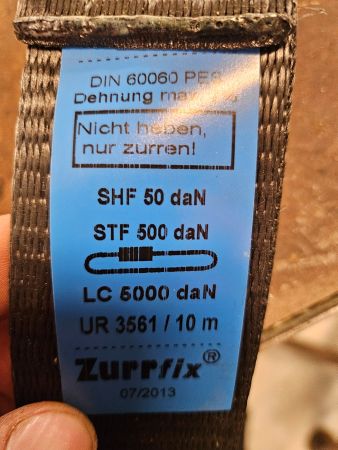 DIN 60060 PES
Dehnung max
Nicht heben,
nur zurren!
SHF 50 daN
STF 500 daN
LC 5000 daN
UR 3561 / 10 m
Zurrfix®
07/2013